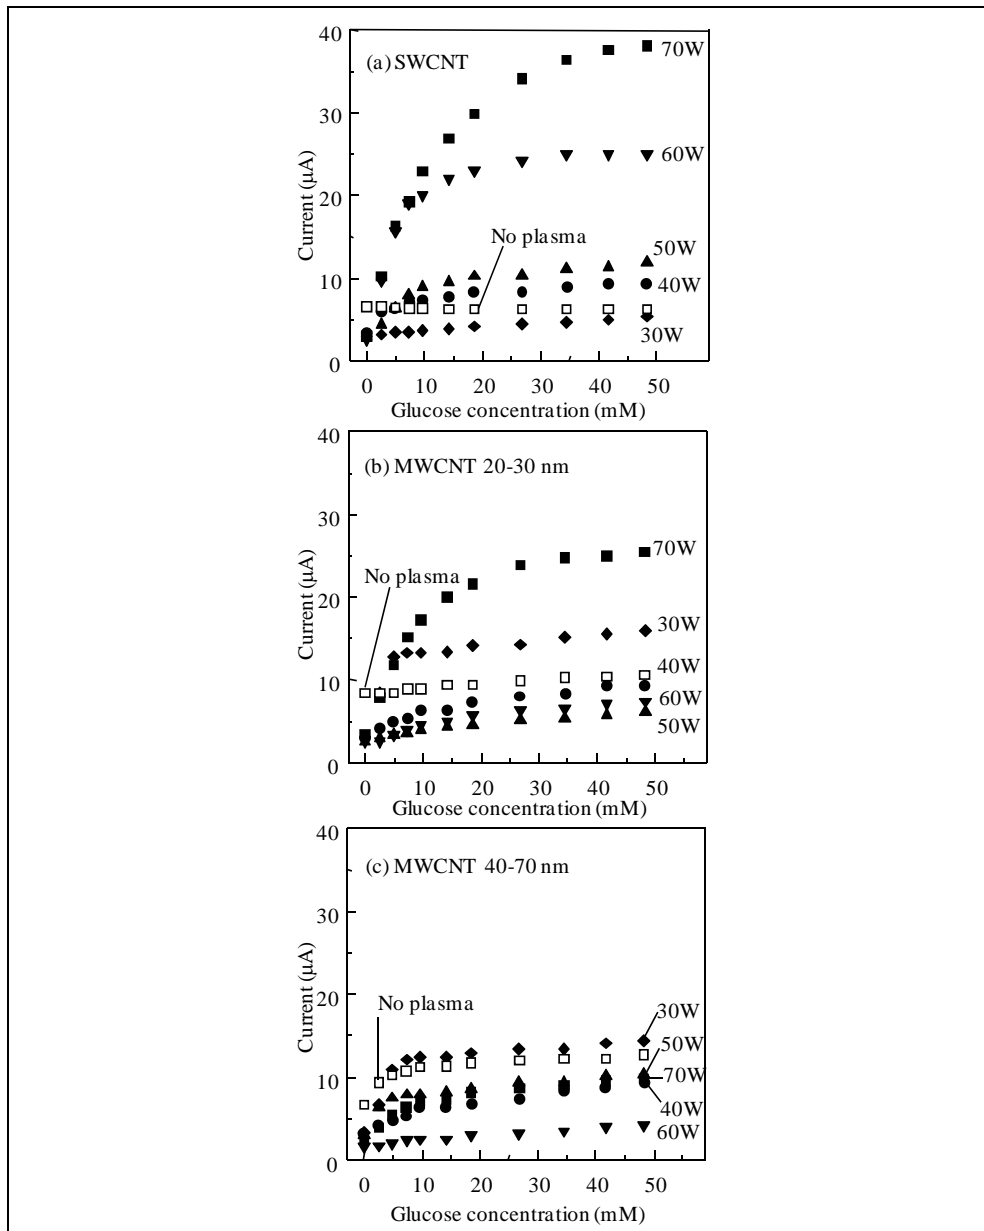 40
(a) SWCNT
70W
30
Current (μA)
60W
20
No plasma
50W
10
40W
30W
0
0 10 20 30 40 50
Glucose concentration (mM)
40
(b) MWCNT 20-30 nm
30
70W
Current (μA)
No plasma
20
30W
40W
10
60W
50W
0
0 10 20 30 40 50
Glucose concentration (mM)
40
(c) MWCNT 40-70 nm
30
Current (μA)
20
No plasma
30W
50W
10
70W
40W
60W
0
0 10 20 30 40 50
Glucose concentration (mM)